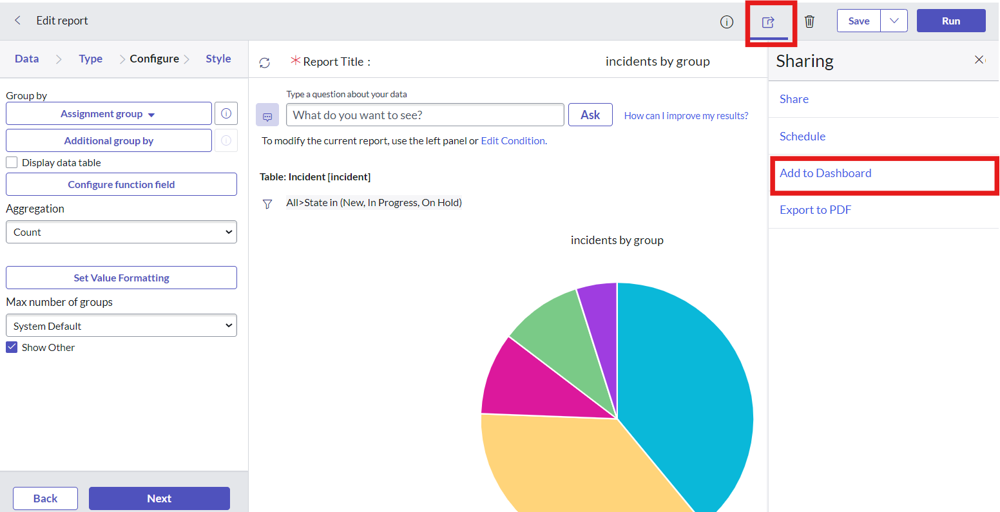 Edit report
Save
Run
Data
Type
Configure
Style
Group by
Assignment group
Additional group by
Display data table
Configure function field
Aggregation
Count
Set Value Formatting
Max number of groups
System Default
Show Other
Back
Next
*Report Title :
incidents by group
Type a question about your data
What do you want to see?
Ask
How can I improve my results?
To modify the current report, use the left panel or Edit Condition.
Table: Incident [incident]
All>State in (New, In Progress, On Hold)
incidents by group
Sharing
Share
Schedule
Add to Dashboard
Export to PDF